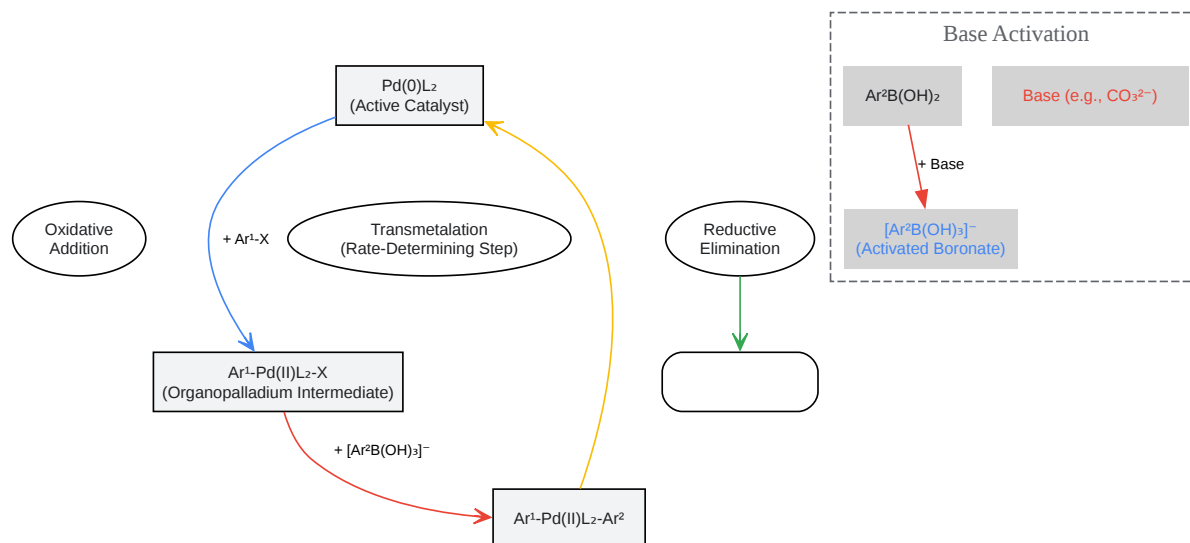 Base Activation
Pd(0)L₂
(Active Catalyst)
Ar²B(OH)₂
Base (e.g., CO₃²⁻)
+ Base
Oxidative
Addition
+ Ar¹-X
Transmetalation
(Rate-Determining Step)
Reductive
Elimination
[Ar²B(OH)₃]⁻
(Activated Boronate)
Ar¹-Pd(II)L₂-X
(Organopalladium Intermediate)
+ [Ar²B(OH)₃]⁻
Ar¹-Pd(II)L₂-Ar²